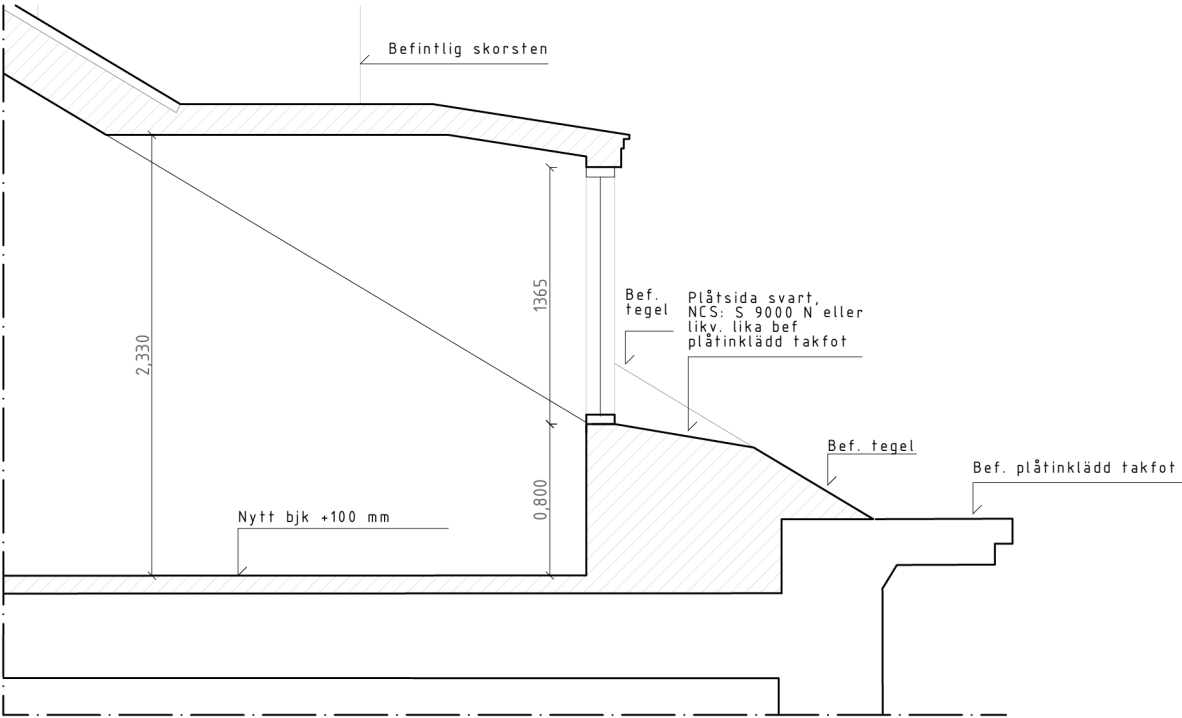 Befintlig skorsten
1365
Bef.
tegel
Plåtsida svart,
NCS: S 9000 N eller
likv. lika bef
plåtinklädd takfot
2,330
Bef. tegel
Bef. plåtinklädd takfot
0,800
Nytt bjk +100 mm